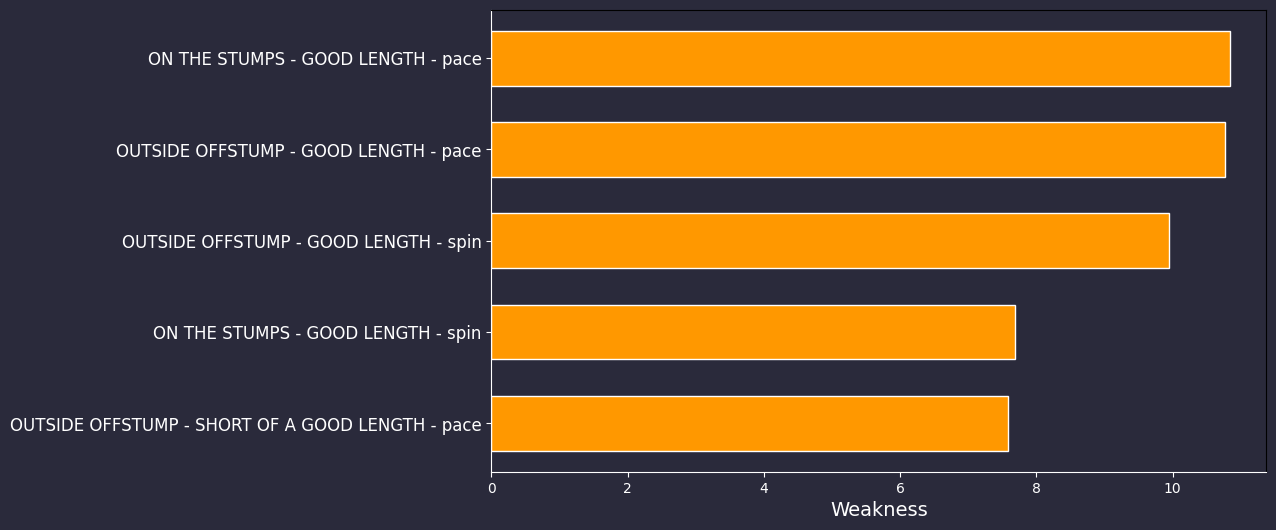 ON THE STUMPS - GOOD LENGTH - pace
OUTSIDE OFFSTUMP - GOOD LENGTH - pace
OUTSIDE OFFSTUMP - GOOD LENGTH - spin
ON THE STUMPS - GOOD LENGTH - spin
OUTSIDE OFFSTUMP - SHORT OF A GOOD LENGTH - pace
0 2 4 6 8 10
Weakness